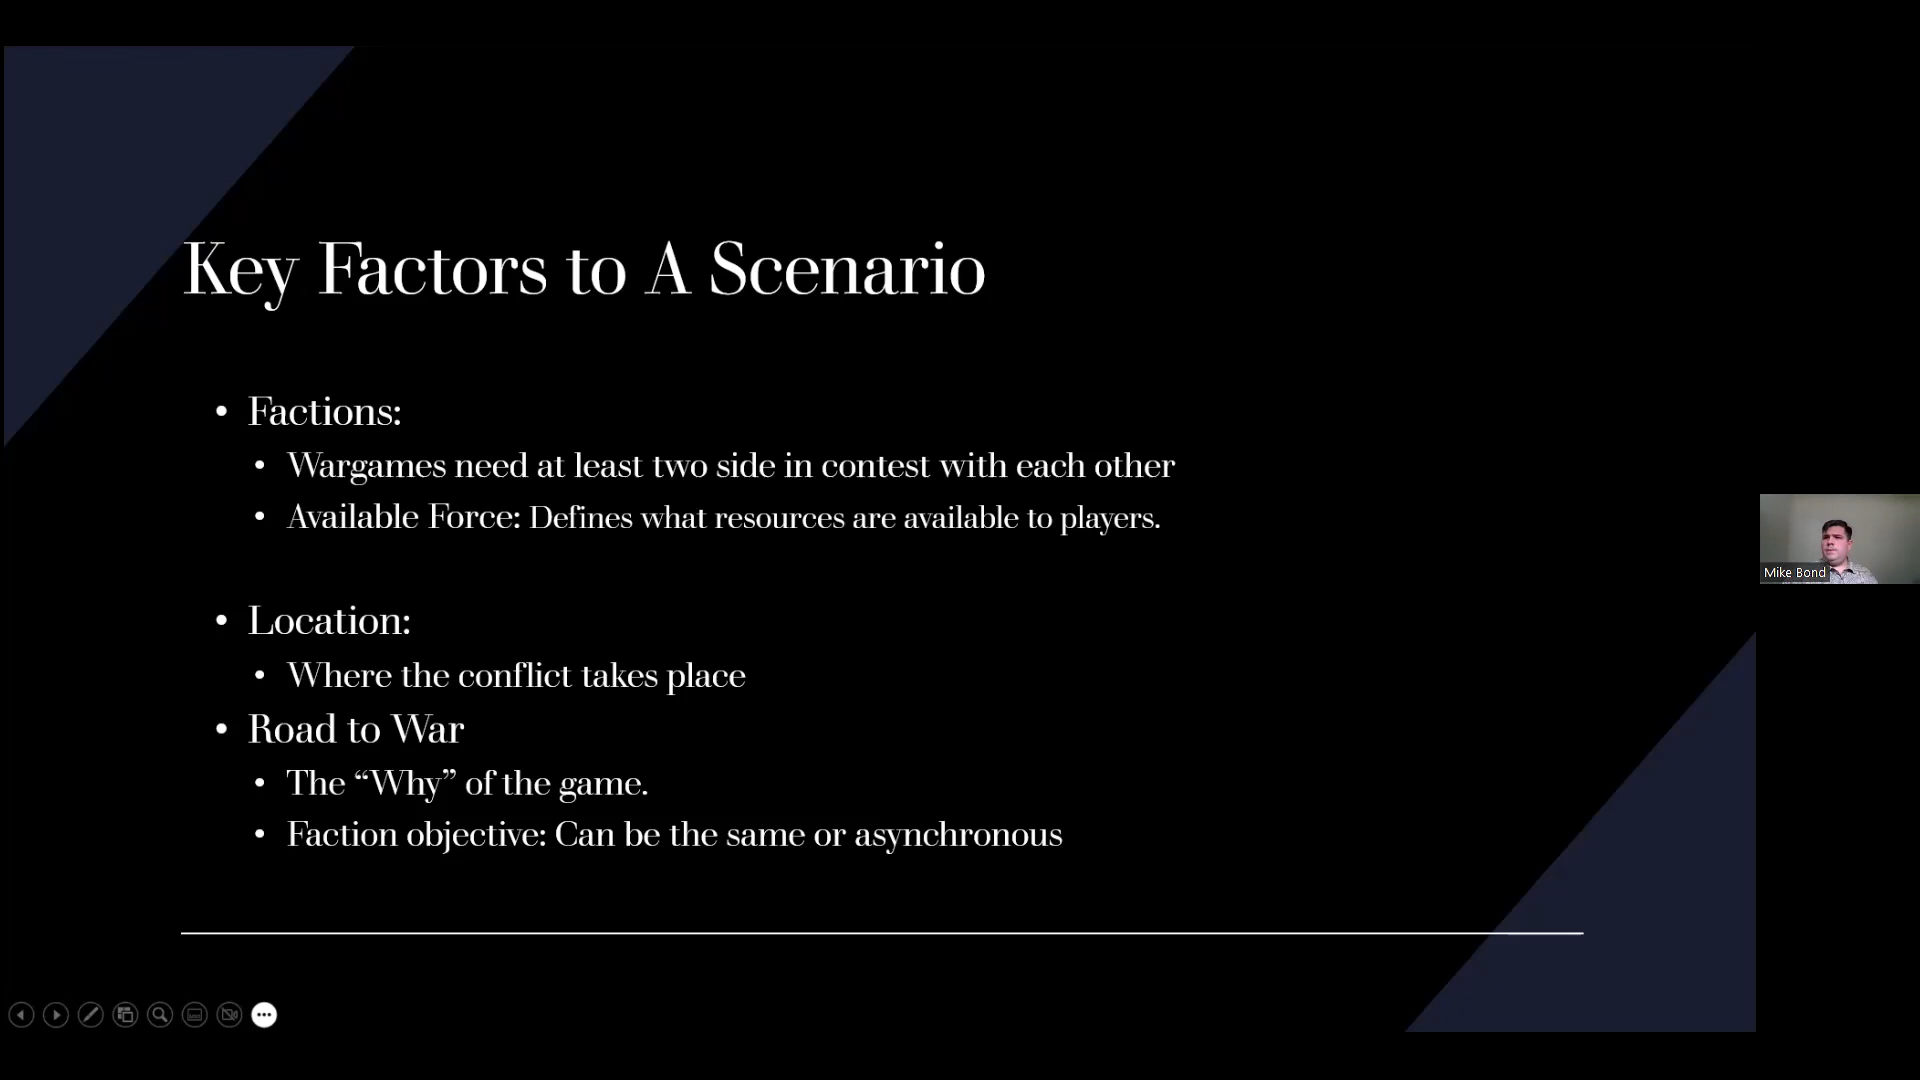 Key Factors to A Scenario
• Factions:
• Wargames need at least two side in contest with each other
• Available Force: Defines what resources are available to players.
• Location:
• Where the conflict takes place
• Road to War
• The “Why” of the game.
• Faction objective: Can be the same or asynchronous
Mike Bond